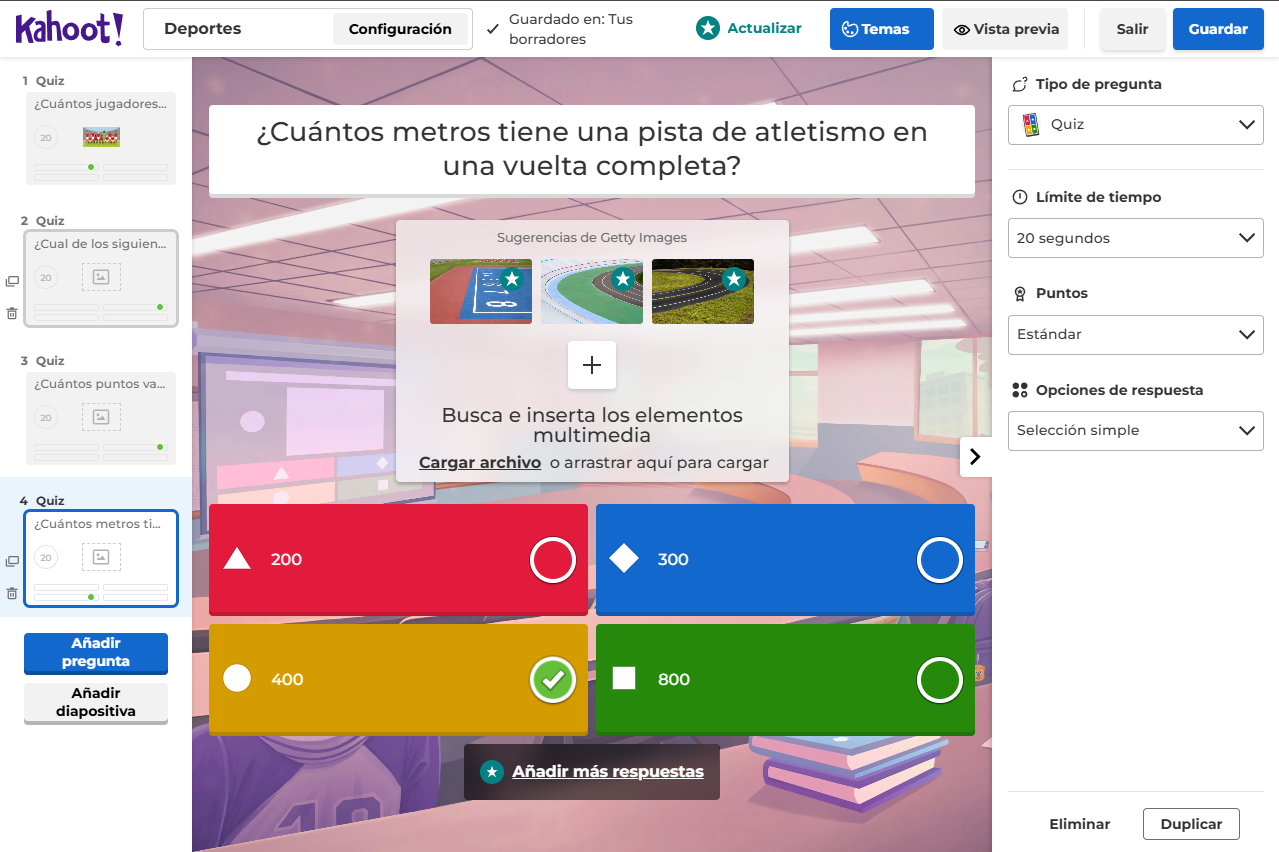 Kahoot!
Deportes
Configuración
Guardado en: Tus
borradores
Actualizar
Temas
Vista previa
Salir
Guardar
1 Quiz
¿Cuántos jugadores...
20
2 Quiz
¿Cual de los siguien...
20
3 Quiz
¿Cuántos puntos va...
20
4 Quiz
¿Cuántos metros ti...
20
Añadir
pregunta
Añadir
diapositiva
¿Cuántos metros tiene una pista de atletismo en
una vuelta completa?
Sugerencias de Getty Images
8
Busca e inserta los elementos
multimedia
Cargar archivo o arrastrar aquí para cargar
200
300
400
800
Añadir más respuestas
Tipo de pregunta
Quiz
Límite de tiempo
20 segundos
Puntos
Estándar
Opciones de respuesta
Selección simple
Eliminar
Duplicar